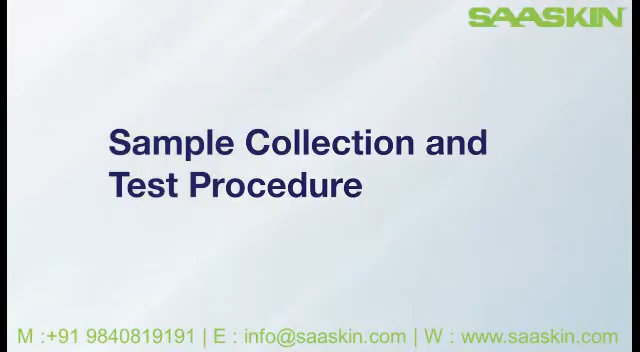 SAASKIN
Sample Collection and
Test Procedure
M :+91 9840819191 | E : info@saaskin.com | W : www.saaskin.com